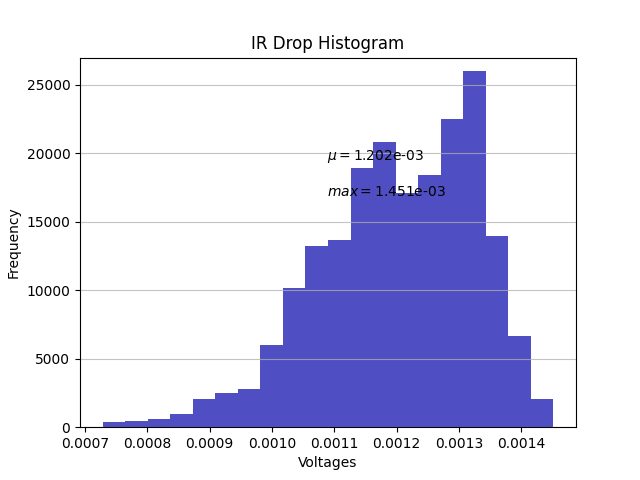 IR Drop Histogram
25000
20000
15000
10000
5000
0
Frequency
μ = 1.202e-03
max = 1.451e-03
0.0007 0.0008 0.0009 0.0010 0.0011 0.0012 0.0013 0.0014
Voltages